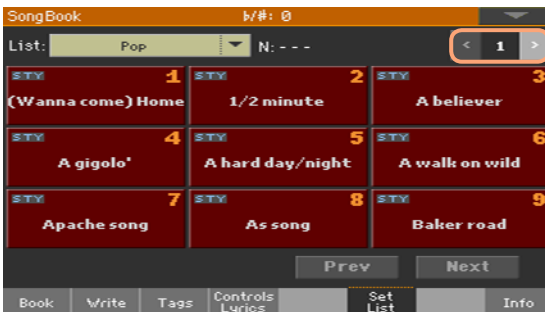 SongBook ♭/#: 0
List: Pop N: - - - < 1 >
STY 1 STY 2 STY 3
(Wanna come) Home 1/2 minute A believer
STY 4 STY 5 STY 6
A gigolo' A hard day/night A walk on wild
STY 7 STY 8 STY 9
Apache song As song Baker road
Prev Next
Book Write Tags Controls Lyrics Set List Info